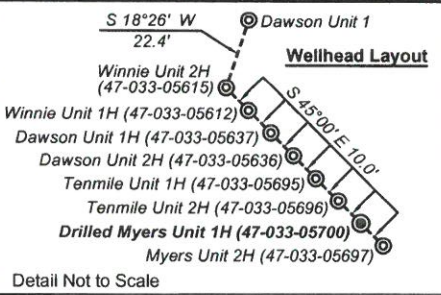 S 18°26' W
22.4'
Dawson Unit 1
Wellhead Layout
Winnie Unit 2H
(47-033-05615)
S 45°00' E 10.0'
Winnie Unit 1H (47-033-05612)
Dawson Unit 1H (47-033-05637)
Dawson Unit 2H (47-033-05636)
Tenmile Unit 1H (47-033-05695)
Tenmile Unit 2H (47-033-05696)
Drilled Myers Unit 1H (47-033-05700)
Myers Unit 2H (47-033-05697)
Detail Not to Scale